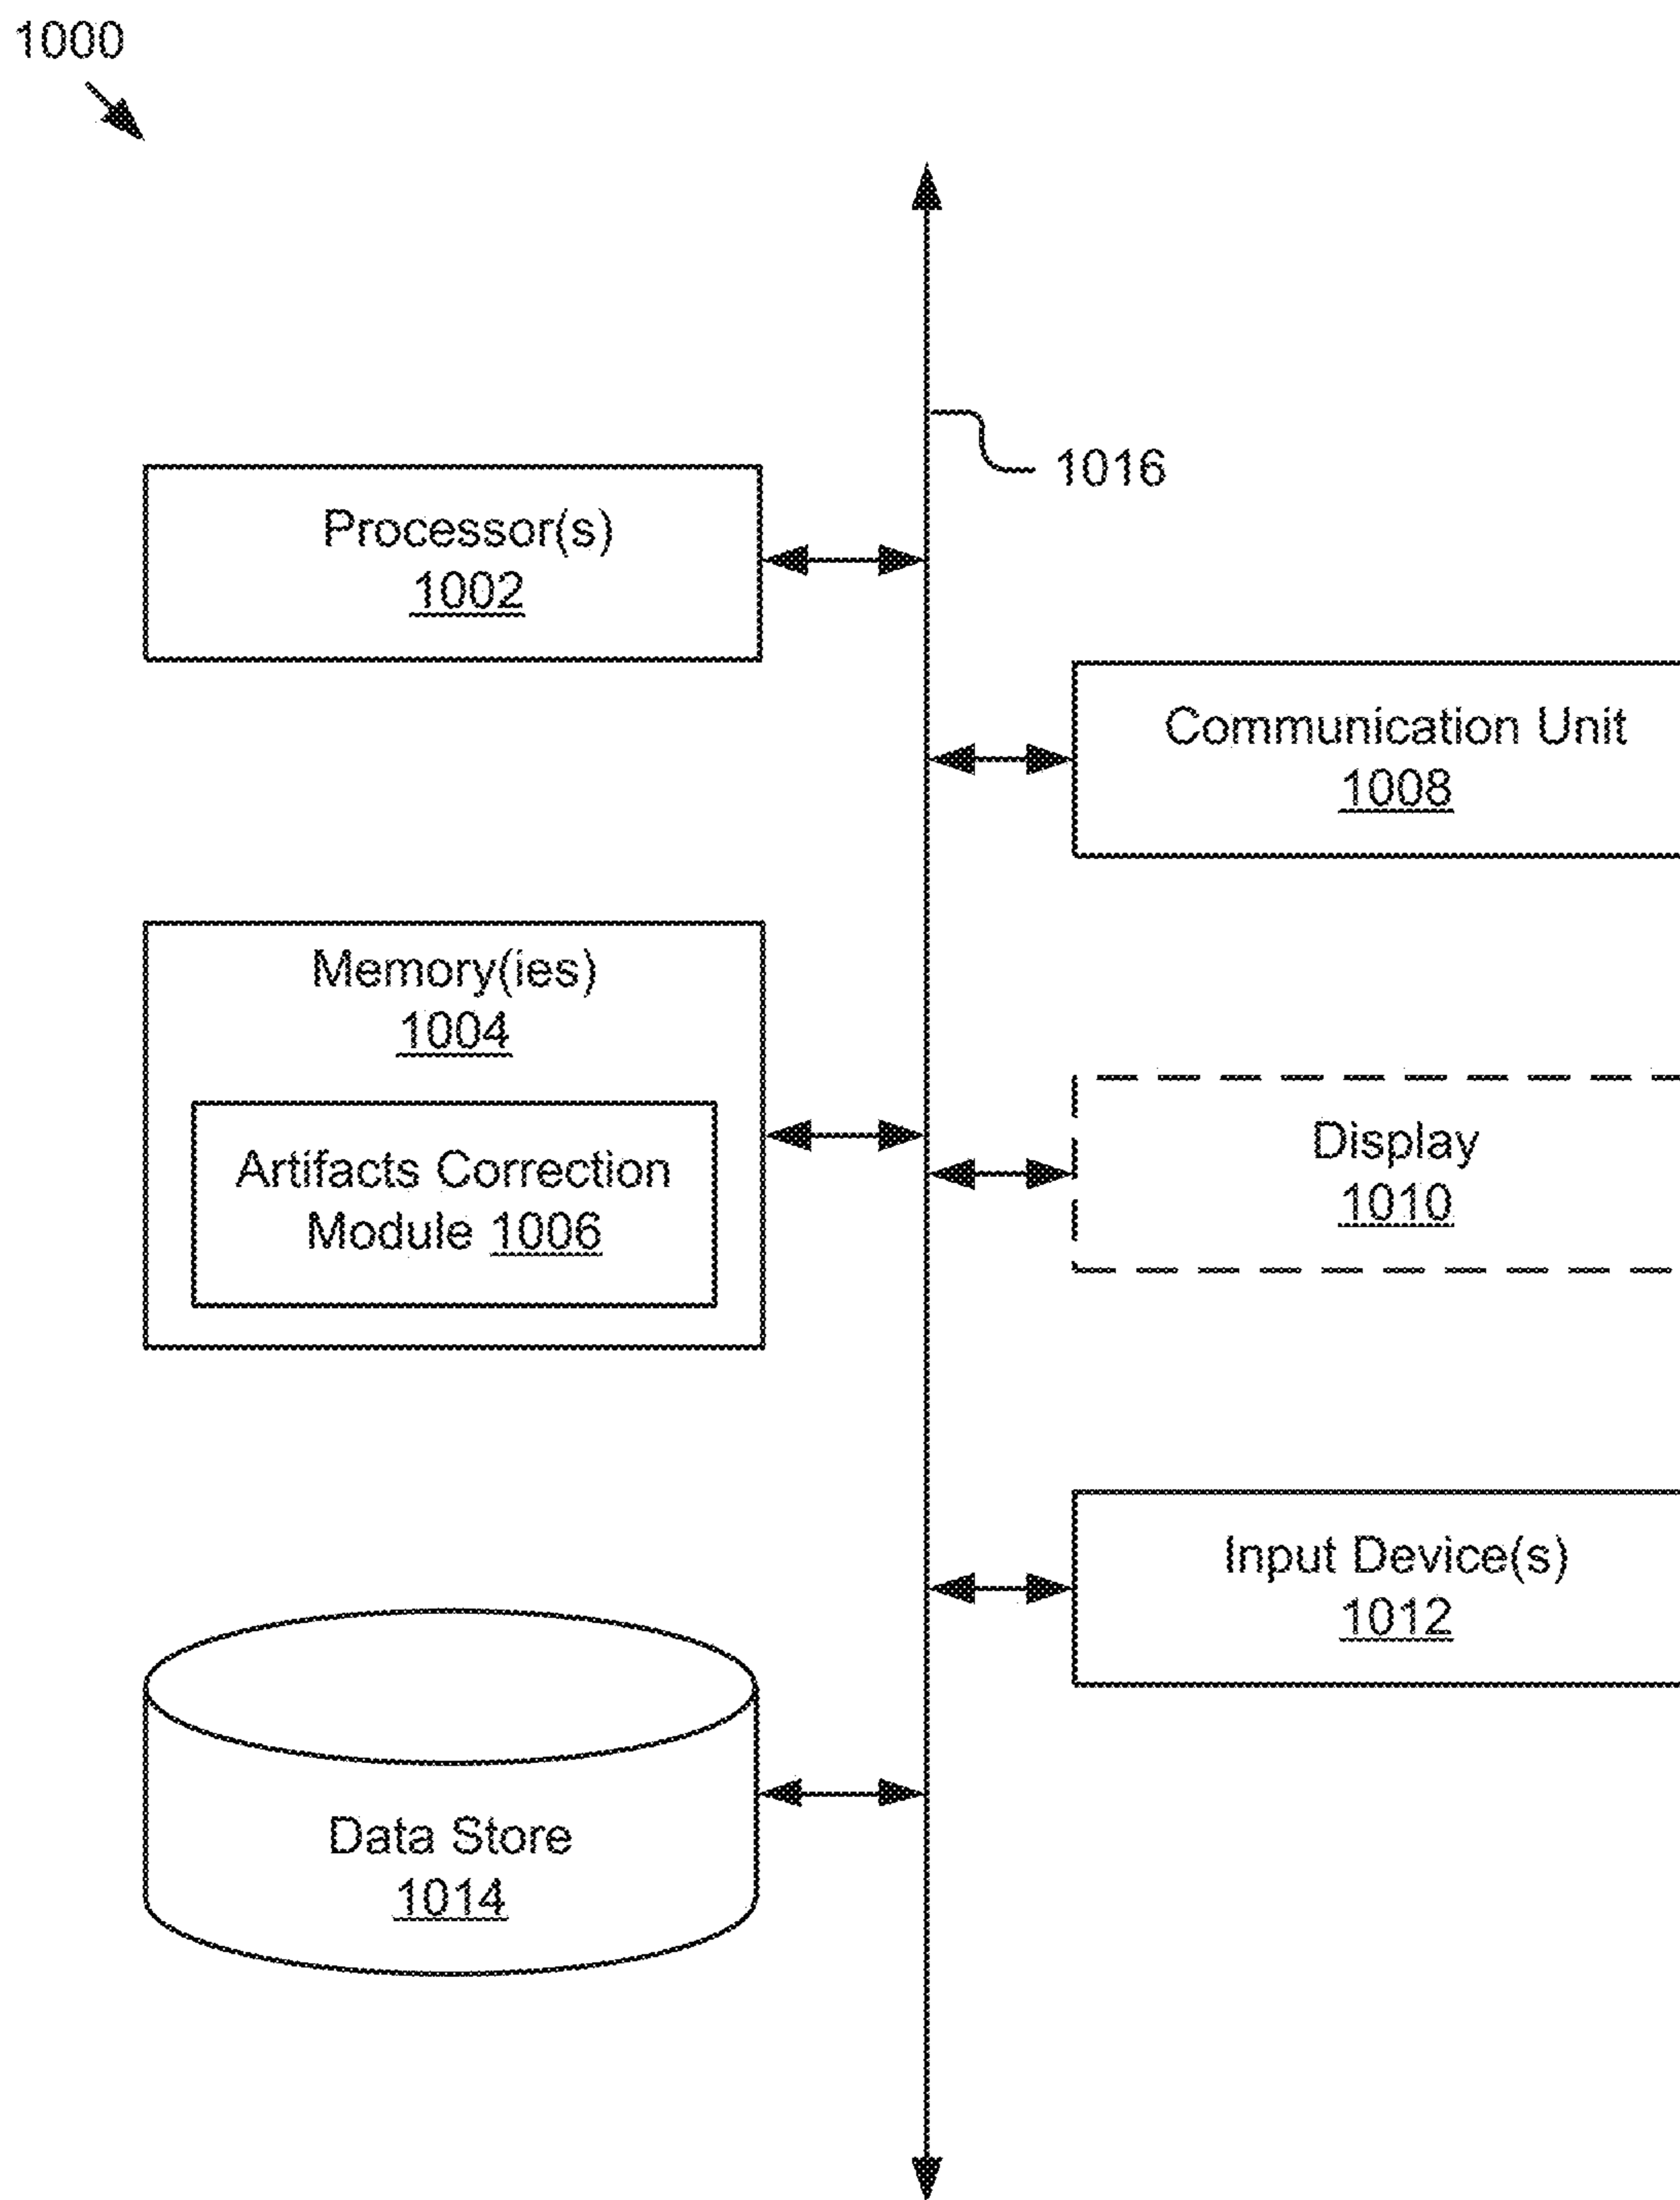 1000
1016
Processor(s)
1002
Communication Unit
1008
Memory(ies)
1004
Artifacts Correction
Module 1006
Display
1010
Input Device(s)
1012
Data Store
1014